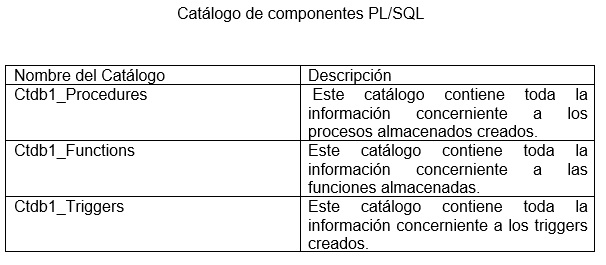 Catálogo de componentes PL/SQL
Nombre del Catálogo Descripción
Ctdb1_Procedures Este catálogo contiene toda la
información concerniente a los
procesos almacenados creados.
Ctdb1_Functions Este catálogo contiene toda la
información concerniente a las
funciones almacenadas.
Ctdb1_Triggers Este catálogo contiene toda la
información concerniente a los triggers
creados.